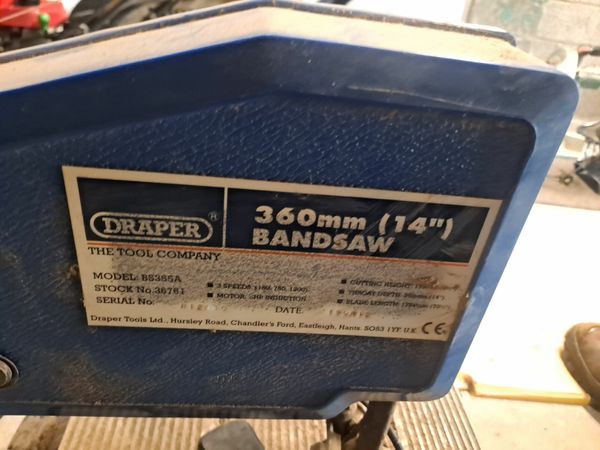 DRAPER®
360mm (14")
BANDSAW
THE TOOL COMPANY
MODEL: BS355A
STOCK No.
SERIAL No:
3 SPEEDS
MOTOR: INDUCTION
CUTTING HEIGHT:
THROAT DEPTH:
BLADE LENGTH:
DATE
Draper Tools Ltd., Hursley Road, Chandler's Ford, Eastleigh, Hants. SO53 1YF. U.K. CE